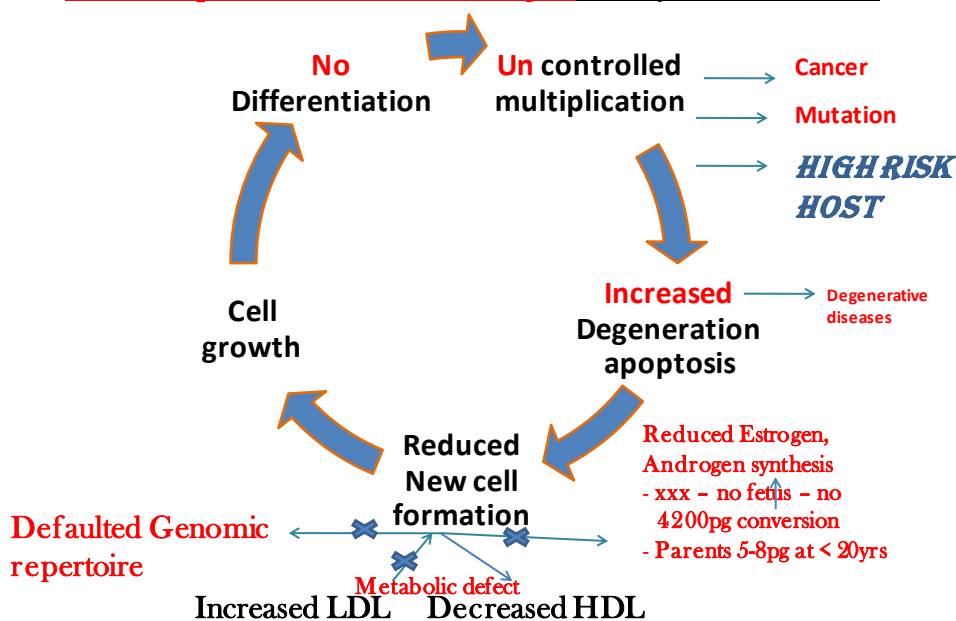 No
Differentiation
Un controlled
multiplication
Cancer
Mutation
HIGH RISK
HOST
Increased
Degeneration
apoptosis
Degenerative
diseases
Cell
growth
Reduced
New cell
formation
Reduced Estrogen,
Androgen synthesis
- xxx – no fetus – no
4200pg conversion
- Parents 5-8pg at < 20yrs
Defaulted Genomic
repertoire
Metabolic defect
Increased LDL
Decreased HDL